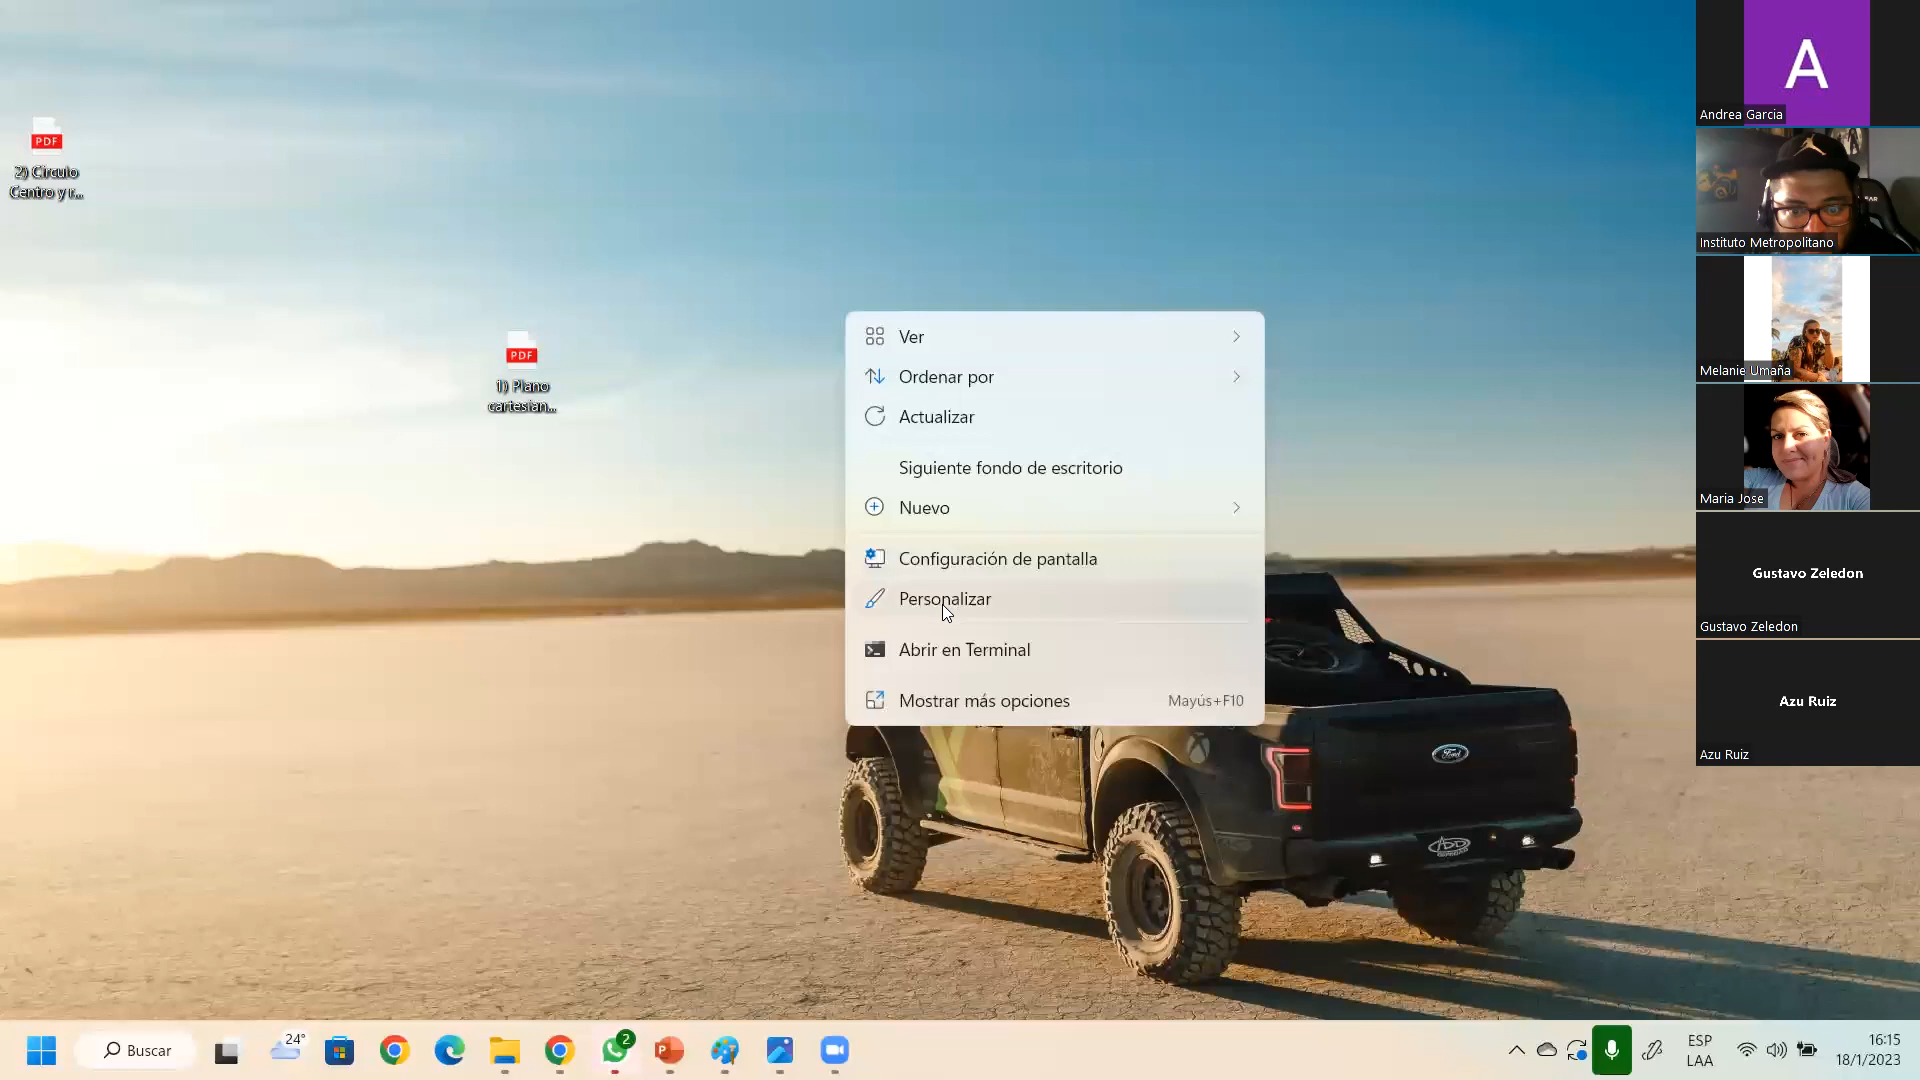 PDF
2) Circulo
Centro y r...
PDF
1) Plano
cartesian...
Ver
Ordenar por
Actualizar
Siguiente fondo de escritorio
Nuevo
Configuración de pantalla
Personalizar
Abrir en Terminal
Mostrar más opciones Mayús+F10
Ford
A
Andrea Garcia
Instituto Metropolitano
Melanie Umaña
Maria Jose
Gustavo Zeledon
Gustavo Zeledon
Azu Ruiz
Azu Ruiz
Buscar
24°
2
P
ESP
LAA
16:15
18/1/2023